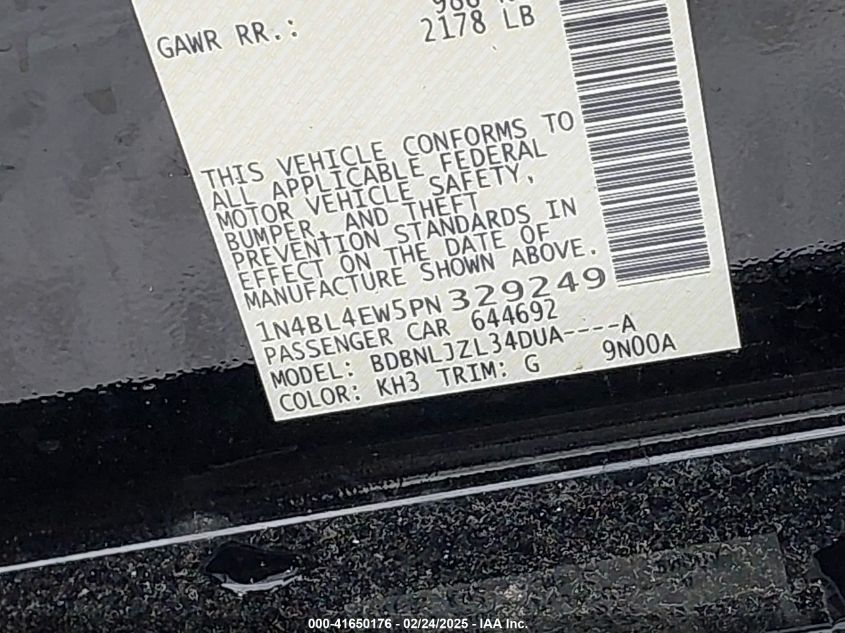 GAWR RR.:
2178 LB
THIS VEHICLE CONFORMS TO
ALL APPLICABLE FEDERAL
MOTOR VEHICLE SAFETY,
BUMPER, AND THEFT
PREVENTION STANDARDS IN
EFFECT ON THE DATE OF
MANUFACTURE SHOWN ABOVE.
1N4BL4EW5PN329249
PASSENGER CAR 644692
MODEL: BDBNLJZL34DUA----A
COLOR: KH3 TRIM: G 9N00A
000-41650176 - 02/24/2025 - IAA Inc.